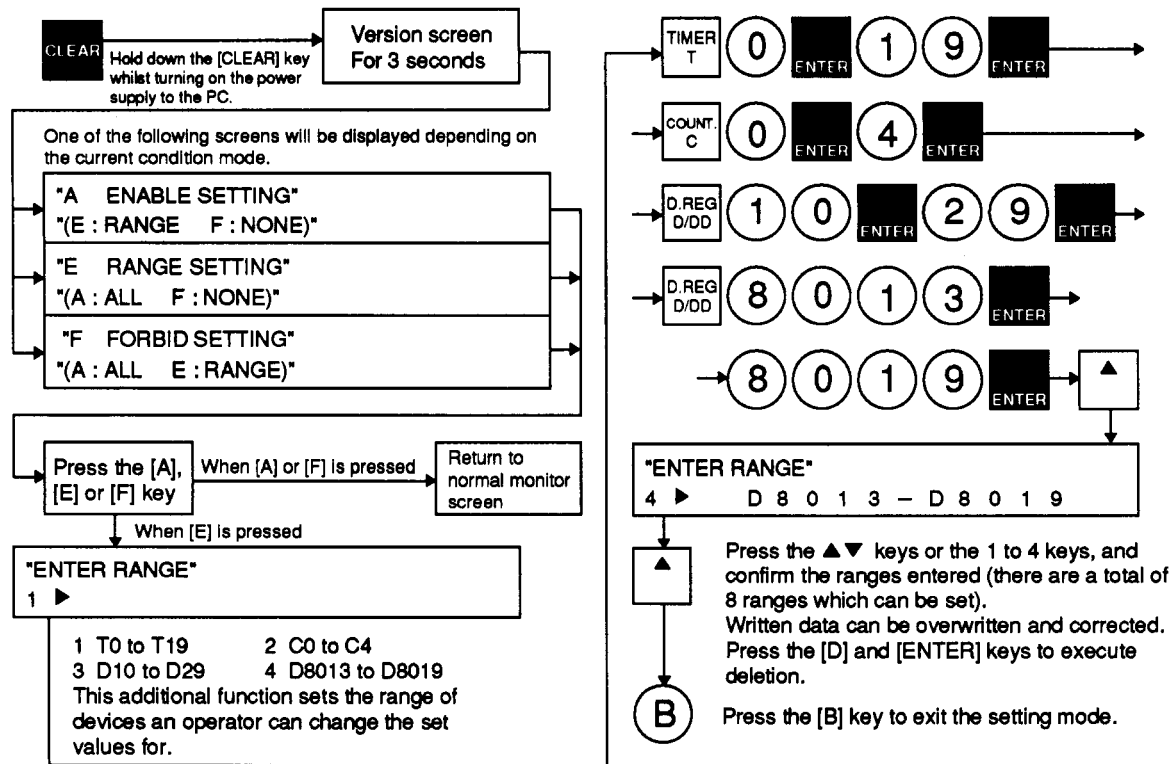 CLEAR
Hold down the [CLEAR] key
whilst turning on the power
supply to the PC.
Version screen
For 3 seconds
One of the following screens will be displayed depending on
the current condition mode.
"A ENABLE SETTING"
"(E : RANGE F : NONE)"
"E RANGE SETTING"
"(A : ALL F : NONE)"
"F FORBID SETTING"
"(A : ALL E : RANGE)"
Press the [A],
[E] or [F] key
When [A] or [F] is pressed
Return to
normal monitor
screen
When [E] is pressed
"ENTER RANGE"
1 ▶
1 T0 to T19 2 C0 to C4
3 D10 to D29 4 D8013 to D8019
This additional function sets the range of
devices an operator can change the set
values for.
TIMER
T
0 ENTER 1 9 ENTER
COUNT.
C
0 ENTER 4 ENTER
D.REG
D/DD
1 0 ENTER 2 9 ENTER
D.REG
D/DD
8 0 1 3 ENTER
8 0 1 9 ENTER ▲
"ENTER RANGE"
4 ▶ D 8 0 1 3 – D 8 0 1 9
▲
Press the ▲▼ keys or the 1 to 4 keys, and
confirm the ranges entered (there are a total of
8 ranges which can be set).
Written data can be overwritten and corrected.
Press the [D] and [ENTER] keys to execute
deletion.
B
Press the [B] key to exit the setting mode.